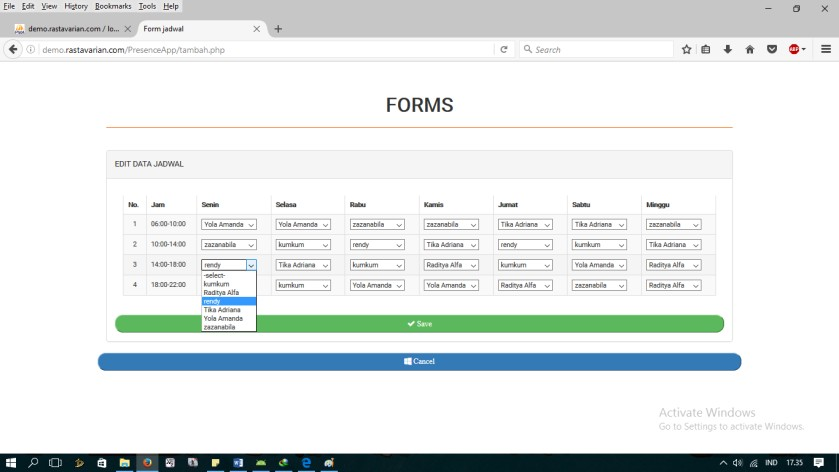 File Edit View History Bookmarks Tools Help
demo.rastavarian.com / lo...
Form jadwal
demo.rastavarian.com/PresenceApp/tambah.php
Search
ABP
FORMS
EDIT DATA JADWAL
No. Jam Senin Selasa Rabu Kamis Jumat Sabtu Minggu
1 06:00-10:00 Yola Amanda Yola Amanda zazanabila zazanabila Tika Adriana Tika Adriana zazanabila
2 10:00-14:00 zazanabila kumkum rendy Tika Adriana rendy kumkum Tika Adriana
3 14:00-18:00 rendy Tika Adriana kumkum Raditya Alfa kumkum Yola Amanda Raditya Alfa
4 18:00-22:00 kumkum Yola Amanda Yola Amanda Raditya Alfa zazanabila Raditya Alfa
-select-
kumkum
Raditya Alfa
rendy
Tika Adriana
Yola Amanda
zazanabila
Save
Cancel
Activate Windows
Go to Settings to activate Windows.
IND 17.35